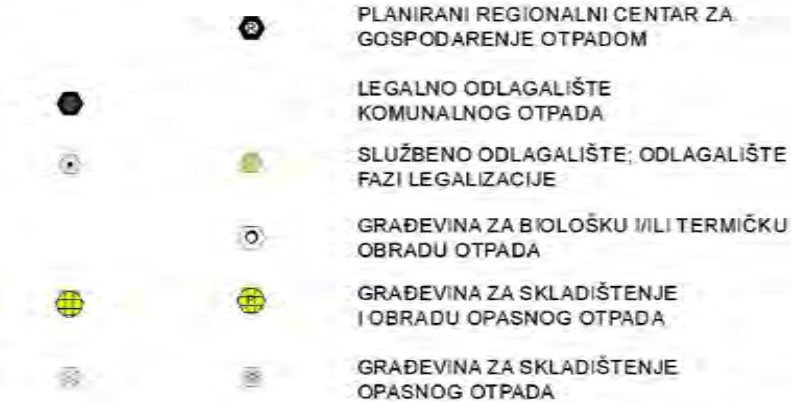 PLANIRANI REGIONALNI CENTAR ZA
GOSPODARENJE OTPADOM
LEGALNO ODLAGALIŠTE
KOMUNALNOG OTPADA
SLUŽBENO ODLAGALIŠTE; ODLAGALIŠTE
FAZI LEGALIZACIJE
GRAĐEVINA ZA BIOLOŠKU I/ILI TERMIČKU
OBRADU OTPADA
GRAĐEVINA ZA SKLADIŠTENJE
I OBRADU OPASNOG OTPADA
GRAĐEVINA ZA SKLADIŠTENJE
OPASNOG OTPADA